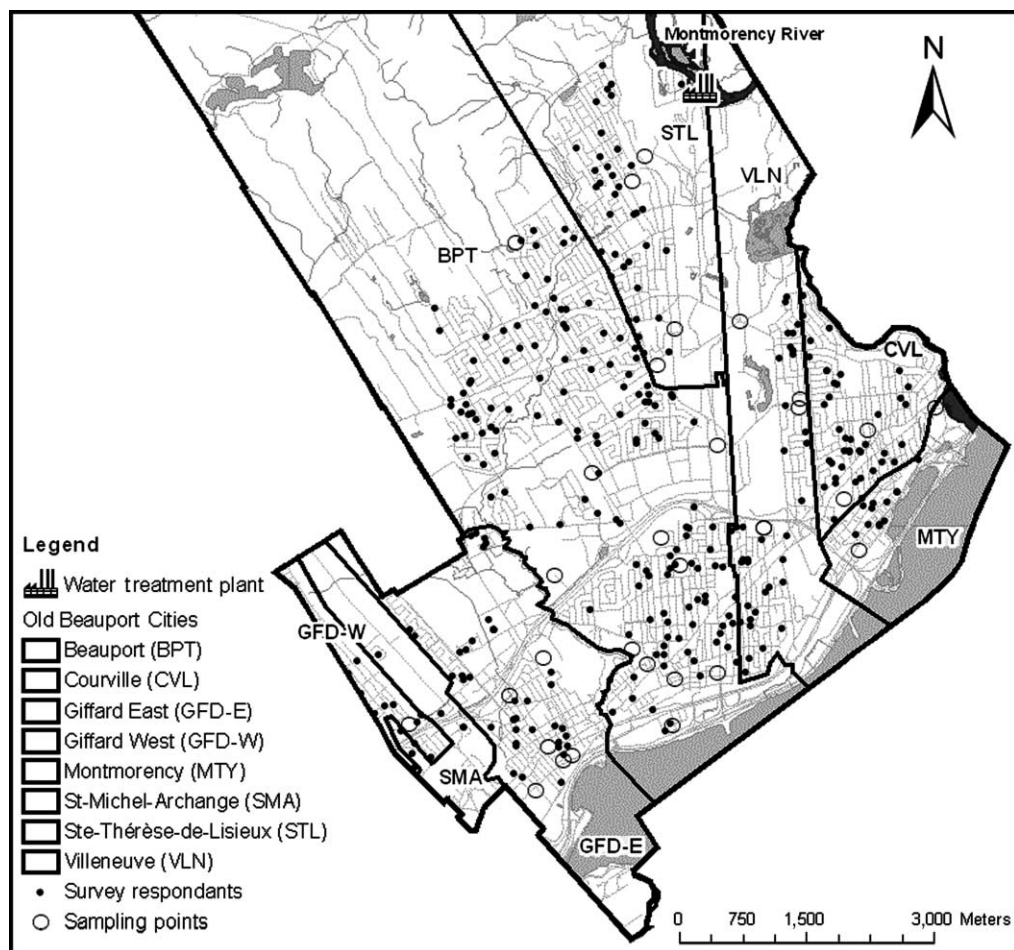 Montmorency River
N
STL
VLN
BPT
CVL
MTY
GFD-W
SMA
GFD-E
Legend
Water treatment plant
Old Beauport Cities
Beauport (BPT)
Courville (CVL)
Giffard East (GFD-E)
Giffard West (GFD-W)
Montmorency (MTY)
St-Michel-Archange (SMA)
Ste-Thérèse-de-Lisieux (STL)
Villeneuve (VLN)
Survey respondants
Sampling points
0 750 1,500 3,000 Meters